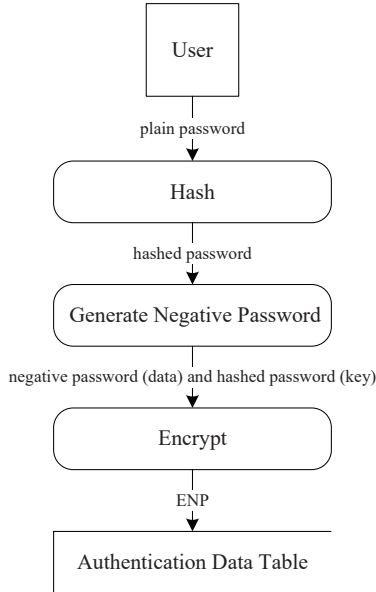 User
plain password
Hash
hashed password
Generate Negative Password
negative password (data) and hashed password (key)
Encrypt
ENP
Authentication Data Table